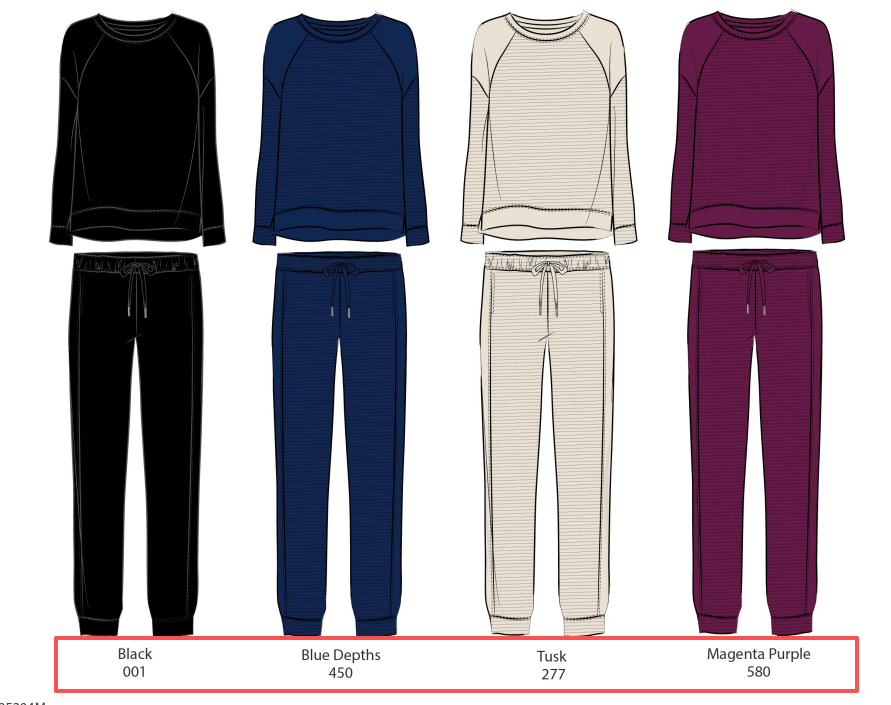 Black
001
Blue Depths
450
Tusk
277
Magenta Purple
580